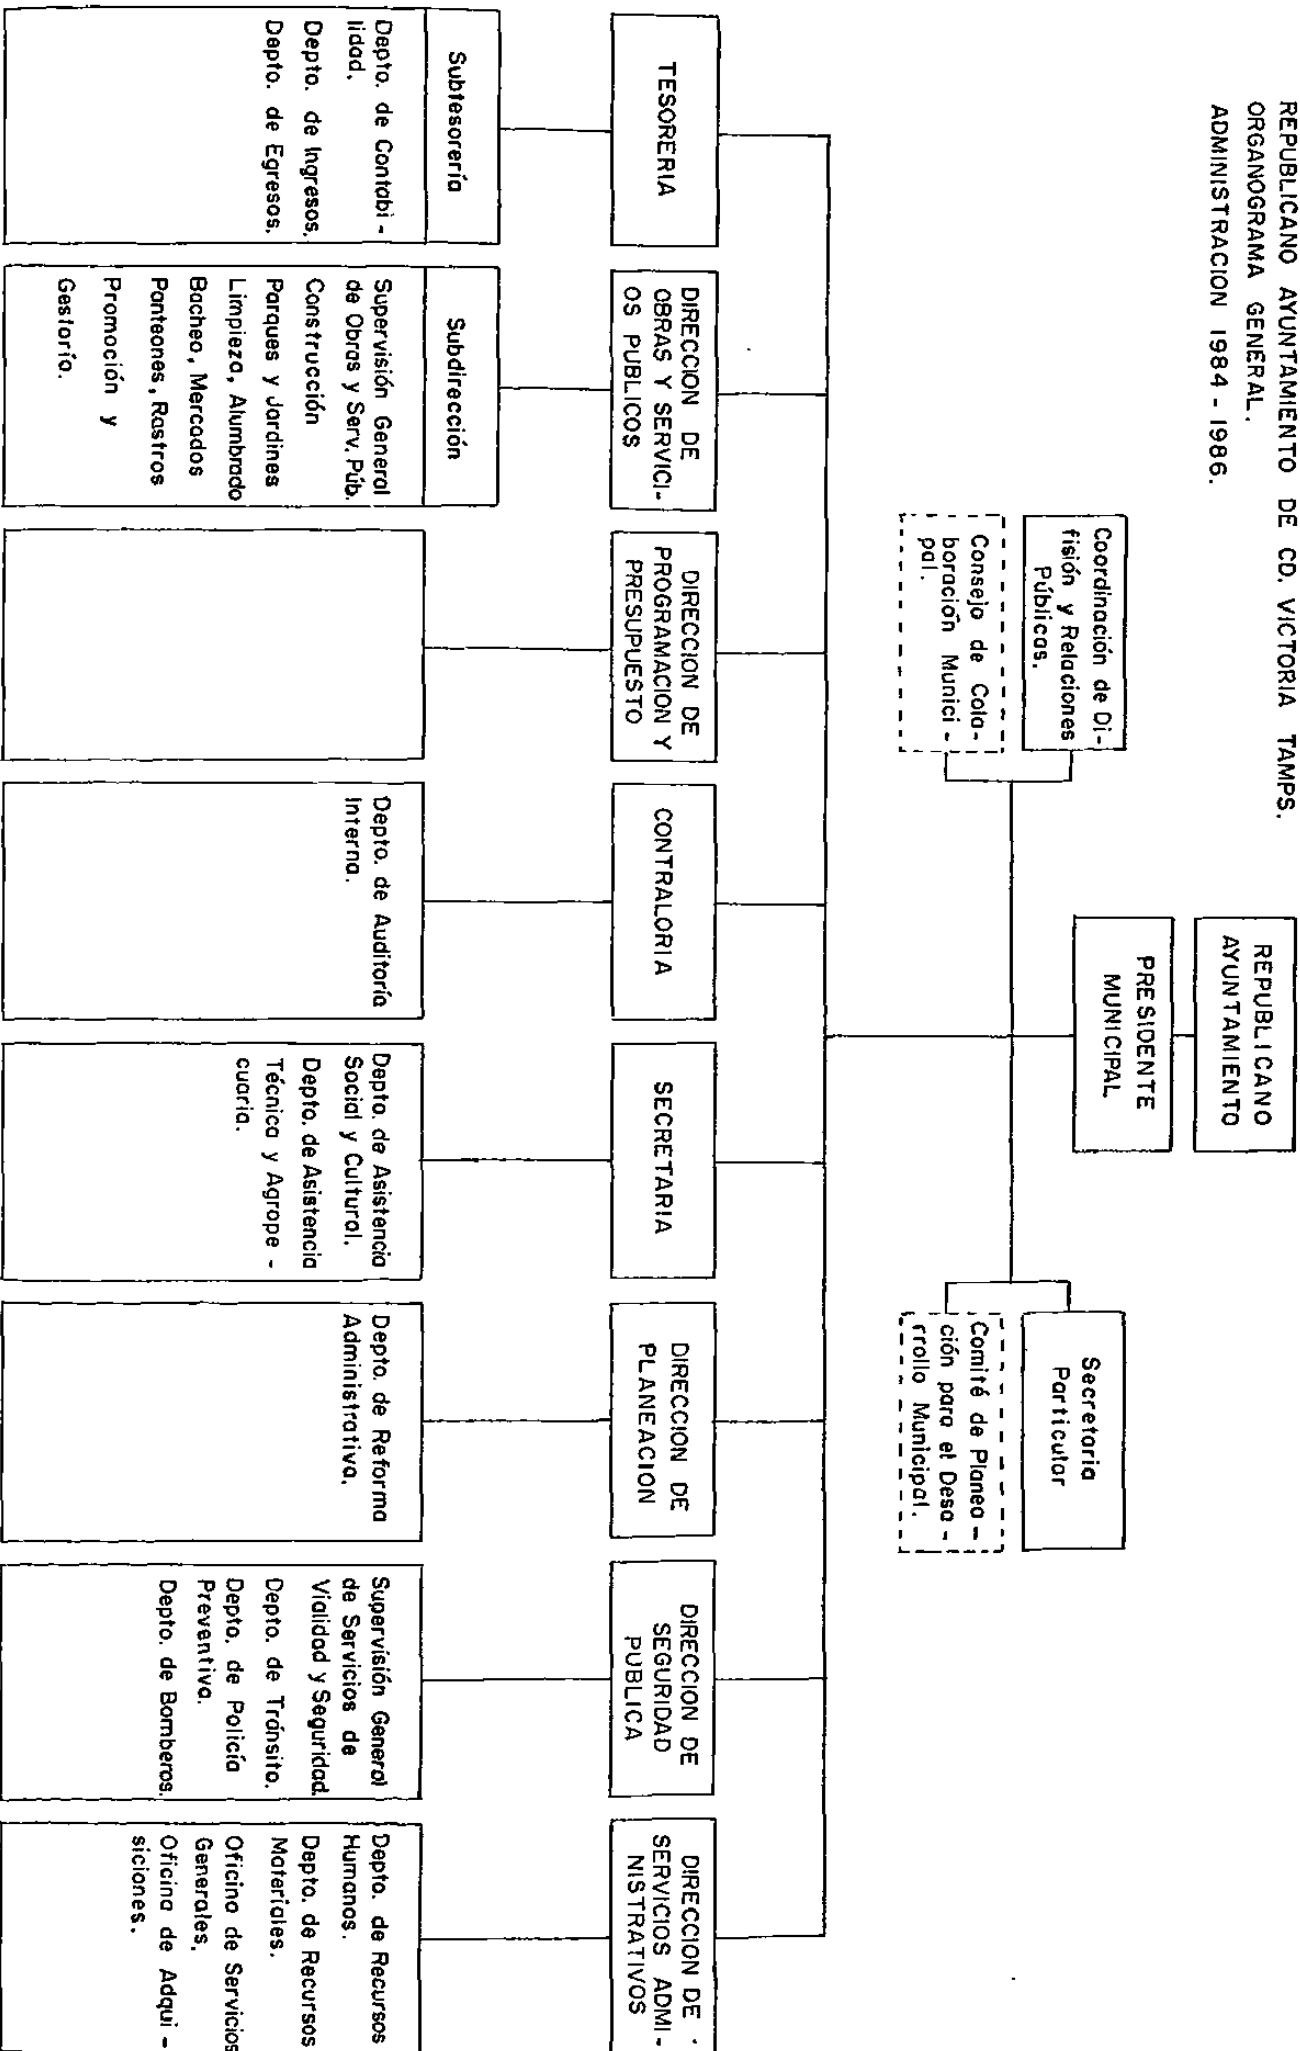 REPUBLICANO AYUNTAMIENTO DE CD. VICTORIA TAMPS.
ORGANOGRAMA GENERAL.
ADMINISTRACION 1984 - 1986.
REPUBLICANO
AYUNTAMIENTO
PRESIDENTE
MUNICIPAL
Coordinación de Di-
fisión y Relaciones
Públicas.
Consejo de Cola-
boración Munici-
pal.
Secretaria
Particular
Comité de Planea-
ción para el Desa-
rrollo Municipal.
TESORERIA
Subtesorería
Depto. de Contabi-
lidad.
Depto. de Ingresos.
Depto. de Egresos.
DIRECCION DE
OBRAS Y SERVICI-
OS PUBLICOS
Subdirección
Supervisión General
de Obras y Serv. Púb.
Construcción
Parques y Jardines
Limpieza, Alumbrado
Bacheo, Mercados
Panteones, Rastros
Promoción y
Gestoría.
DIRECCION DE
PROGRAMACION Y
PRESUPUESTO
CONTRALORIA
Depto. de Auditoría
Interna.
SECRETARIA
Depto. de Asistencia
Social y Cultural.
Depto. de Asistencia
Técnica y Agrope-
cuaria.
DIRECCION DE
PLANEACION
Depto. de Reforma
Administrativa.
DIRECCION DE
SEGURIDAD
PUBLICA
Supervisión General
de Servicios de
Vialidad y Seguridad.
Depto. de Tránsito.
Depto. de Policía
Preventiva.
Depto. de Bomberos.
DIRECCION DE
SERVICIOS ADMI-
NISTRATIVOS
Depto. de Recursos
Humanos.
Depto. de Recursos
Materiales.
Oficina de Servicios
Generales.
Oficina de Adqui-
siciones.